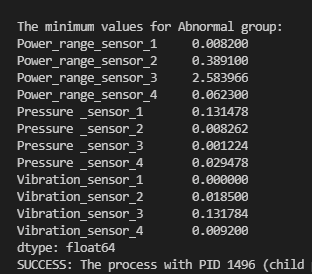 The minimum values for Abnormal group:
Power_range_sensor_1 0.008200
Power_range_sensor_2 0.389100
Power_range_sensor_3 2.583966
Power_range_sensor_4 0.062300
Pressure _sensor_1 0.131478
Pressure _sensor_2 0.008262
Pressure _sensor_3 0.001224
Pressure _sensor_4 0.029478
Vibration_sensor_1 0.000000
Vibration_sensor_2 0.018500
Vibration_sensor_3 0.131784
Vibration_sensor_4 0.009200
dtype: float64
SUCCESS: The process with PID 1496 (child